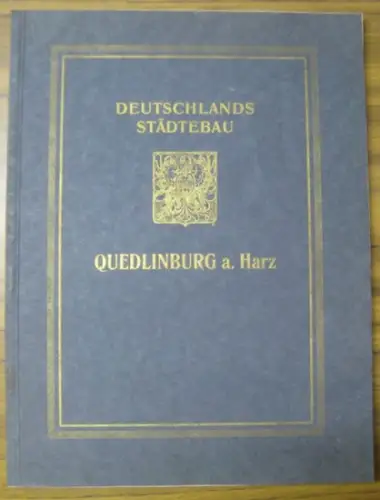 DEUTSCHLANDS
STÄDTEBAU
QUEDLINBURG a. Harz